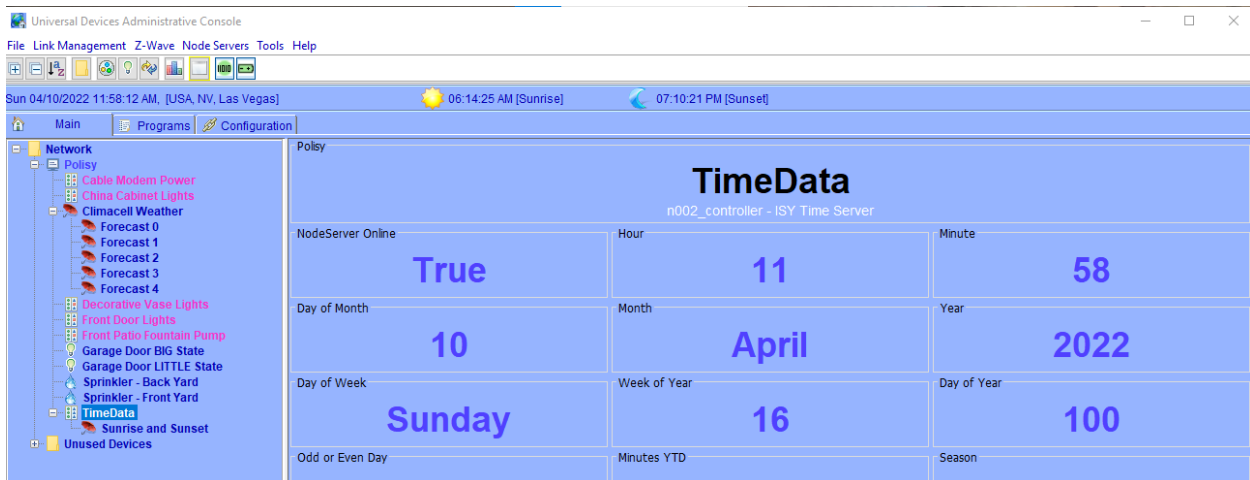 Universal Devices Administrative Console
File Link Management Z-Wave Node Servers Tools Help
Sun 04/10/2022 11:58:12 AM, [USA, NV, Las Vegas] 06:14:25 AM [Sunrise] 07:10:21 PM [Sunset]
Main Programs Configuration
Network
Polisy
Cable Modem Power
China Cabinet Lights
Climacell Weather
Forecast 0
Forecast 1
Forecast 2
Forecast 3
Forecast 4
Decorative Vase Lights
Front Door Lights
Front Patio Fountain Pump
Garage Door BIG State
Garage Door LITTLE State
Sprinkler - Back Yard
Sprinkler - Front Yard
TimeData
Sunrise and Sunset
Unused Devices
Polisy
TimeData
n002_controller - ISY Time Server
NodeServer Online Hour Minute
True 11 58
Day of Month Month Year
10 April 2022
Day of Week Week of Year Day of Year
Sunday 16 100
Odd or Even Day Minutes YTD Season